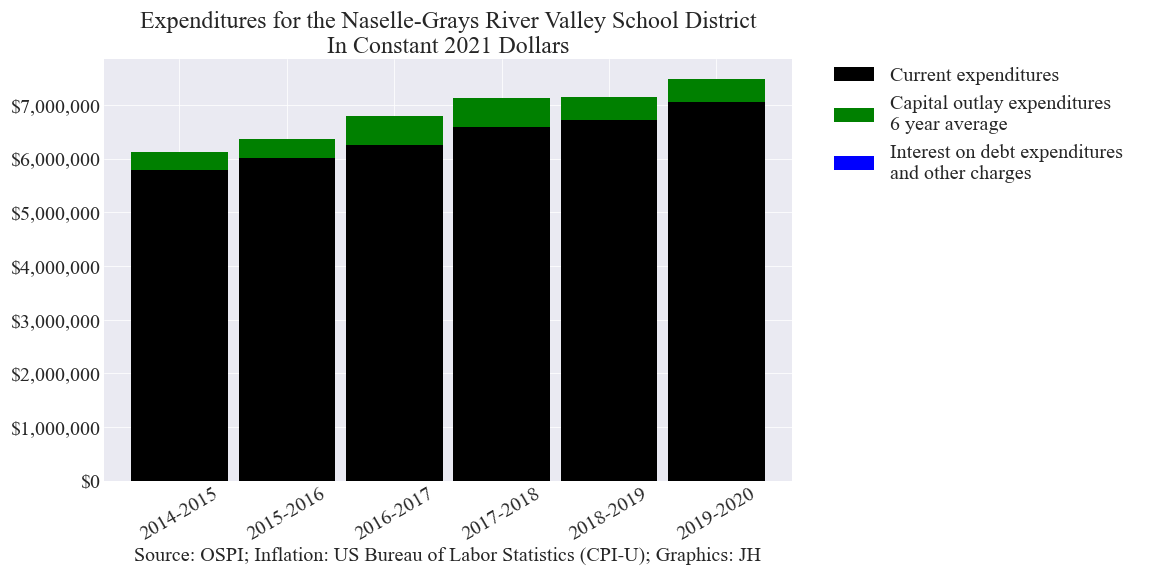 Expenditures for the Naselle-Grays River Valley School District
In Constant 2021 Dollars
Current expenditures
Capital outlay expenditures
6 year average
Interest on debt expenditures
and other charges
$7,000,000
$6,000,000
$5,000,000
$4,000,000
$3,000,000
$2,000,000
$1,000,000
$0
2014-2015
2015-2016
2016-2017
2017-2018
2018-2019
2019-2020
Source: OSPI; Inflation: US Bureau of Labor Statistics (CPI-U); Graphics: JH